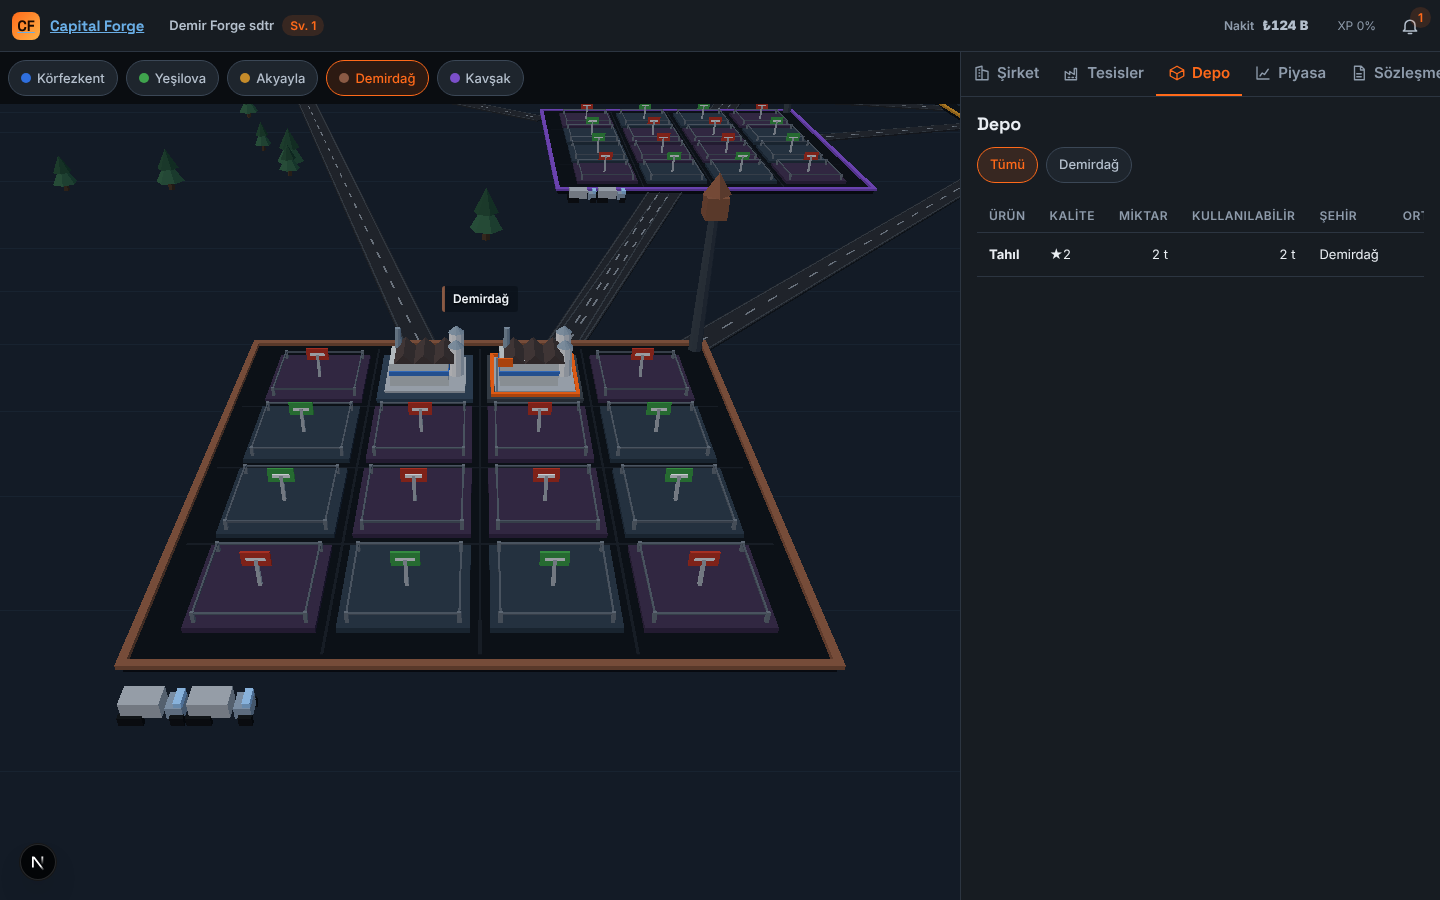 CF Capital Forge Demir Forge sdtr Sv. 1 Nakit ₺124 B XP 0% 1
Körfezkent Yeşilova Akyayla Demirdağ Kavşak
Şirket Tesisler Depo Piyasa Sözleşme
Depo
Tümü Demirdağ
ÜRÜN KALİTE MİKTAR KULLANILABİLİR ŞEHİR ORT
Tahıl ★2 2 t 2 t Demirdağ
Demirdağ
N